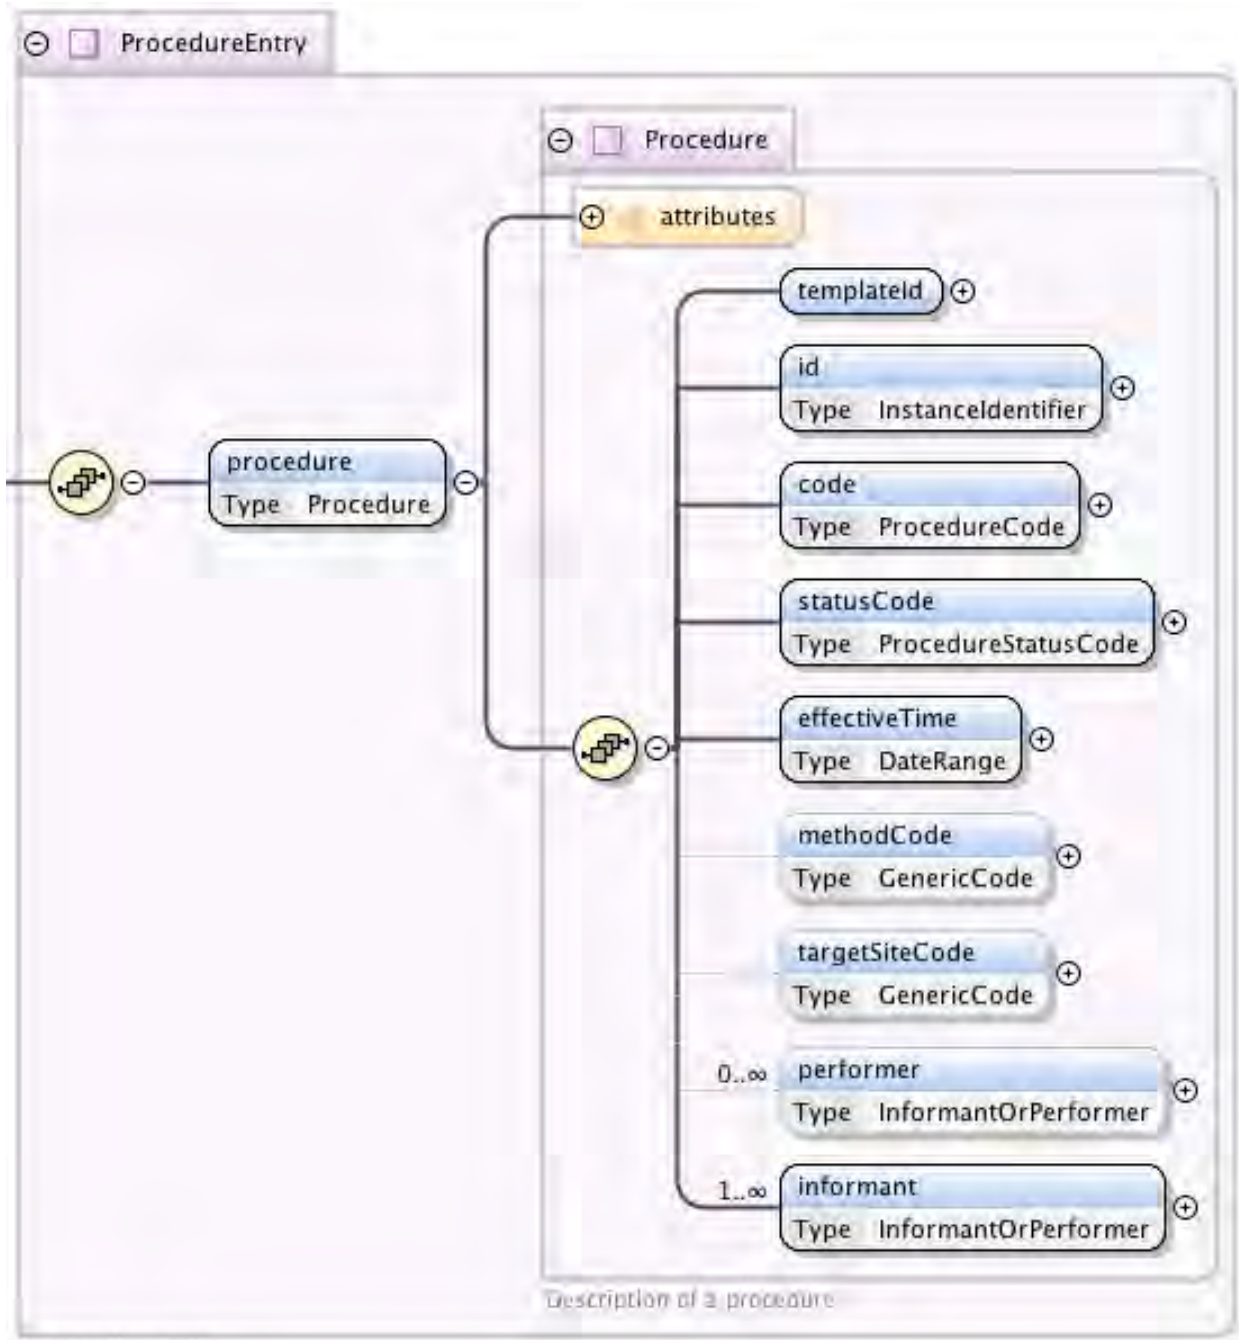 ProcedureEntry
Procedure
attributes
templateId
id
Type InstanceIdentifier
code
Type ProcedureCode
procedure
Type Procedure
statusCode
Type ProcedureStatusCode
effectiveTime
Type DateRange
methodCode
Type GenericCode
targetSiteCode
Type GenericCode
0..∞ performer
Type InformantOrPerformer
1..∞ informant
Type InformantOrPerformer
Description of a procedure